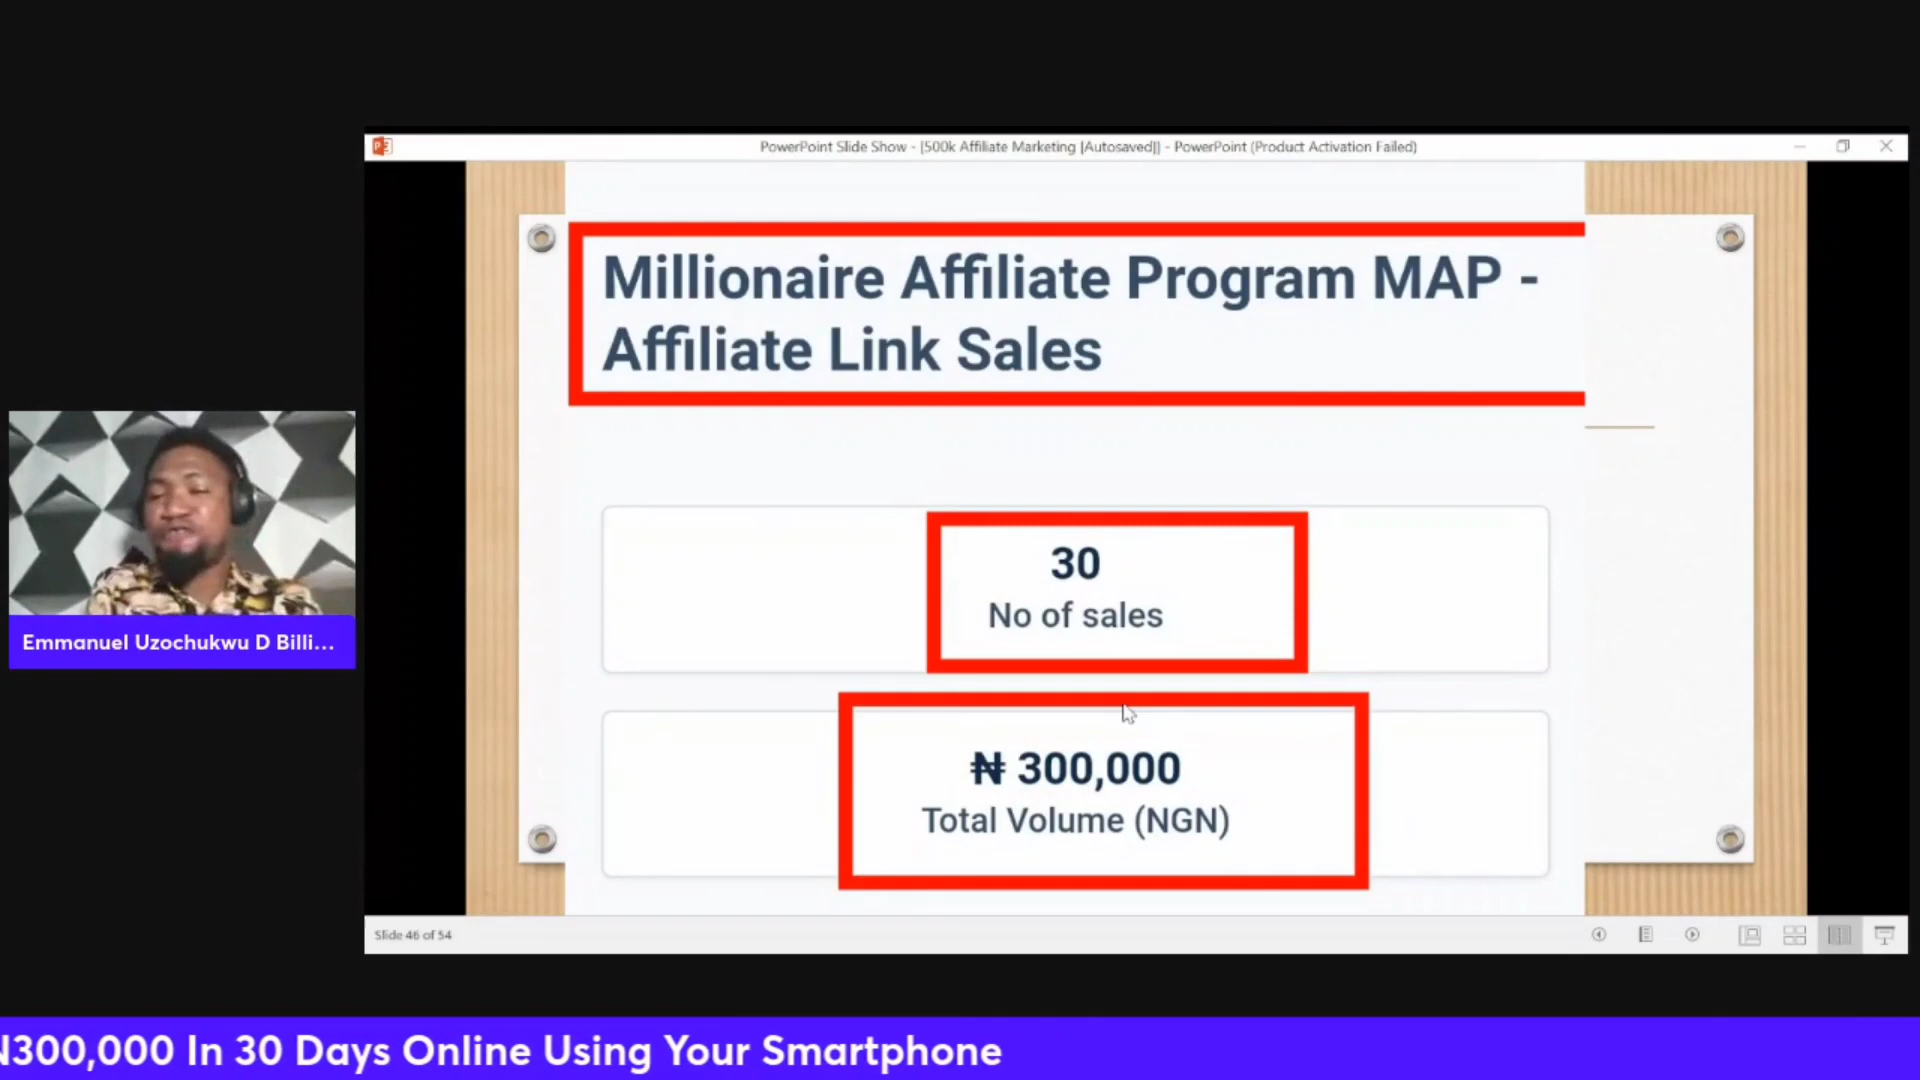 PowerPoint Slide Show - [500k Affiliate Marketing [Autosaved]] - PowerPoint (Product Activation Failed)
Millionaire Affiliate Program MAP -
Affiliate Link Sales
30
No of sales
₦ 300,000
Total Volume (NGN)
Emmanuel Uzochukwu D Billi...
Slide 46 of 54
₦300,000 In 30 Days Online Using Your Smartphone